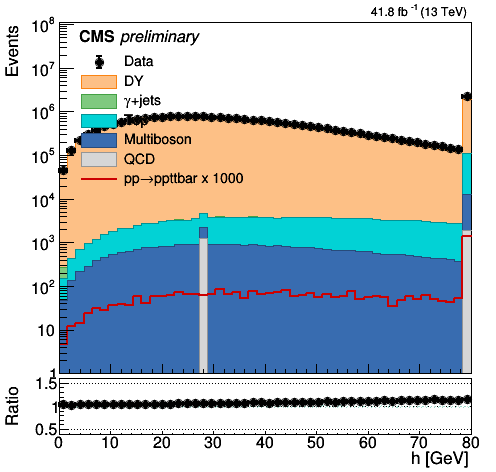 41.8 fb⁻¹ (13 TeV)
CMS preliminary
Data
DY
γ+jets
Multiboson
QCD
pp→ppttbar x 1000
Events
10⁸
10⁷
10⁶
10⁵
10⁴
10³
10²
10
1
Ratio
1.5
1
0.5
0 10 20 30 40 50 60 70 80
h [GeV]